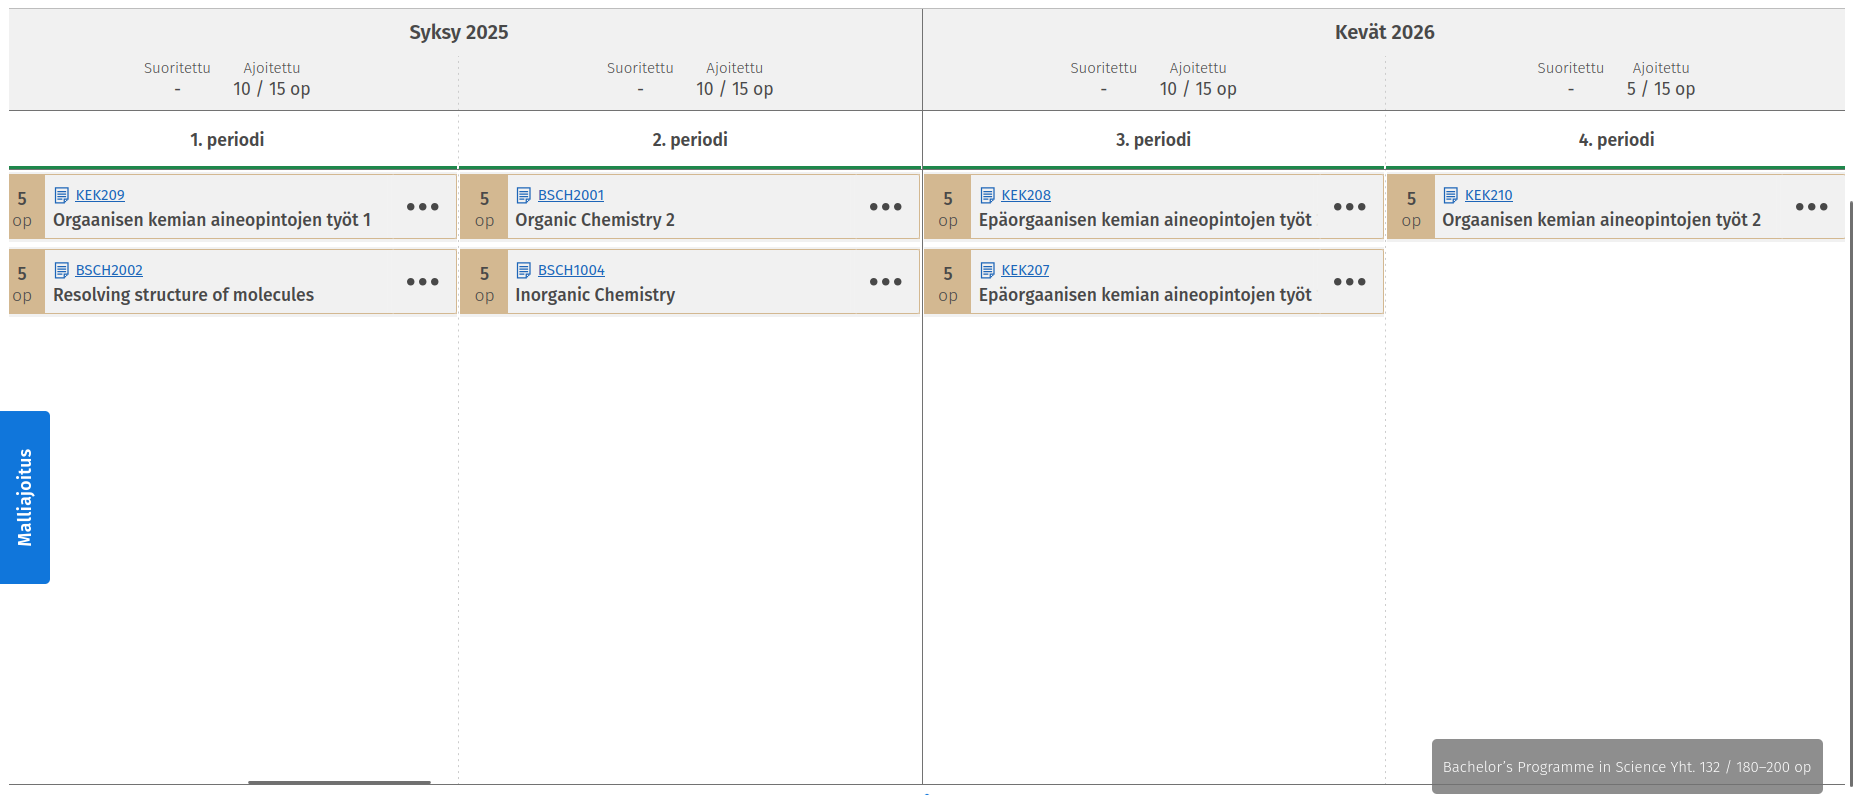 Syksy 2025
Kevät 2026
Suoritettu Ajoitettu
- 10 / 15 op
Suoritettu Ajoitettu
- 10 / 15 op
Suoritettu Ajoitettu
- 10 / 15 op
Suoritettu Ajoitettu
- 5 / 15 op
1. periodi
2. periodi
3. periodi
4. periodi
5 op
KEK209
Orgaanisen kemian aineopintojen työt 1
5 op
BSCH2002
Resolving structure of molecules
5 op
BSCH2001
Organic Chemistry 2
5 op
BSCH1004
Inorganic Chemistry
5 op
KEK208
Epäorgaanisen kemian aineopintojen työt
5 op
KEK207
Epäorgaanisen kemian aineopintojen työt
5 op
KEK210
Orgaanisen kemian aineopintojen työt 2
Malliajoitus
Bachelor's Programme in Science Yht. 132 / 180–200 op